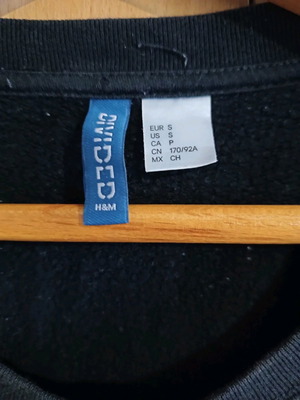 DIVIDED
H&M
EUR S
US S
CA P
CN 170/92A
MX CH